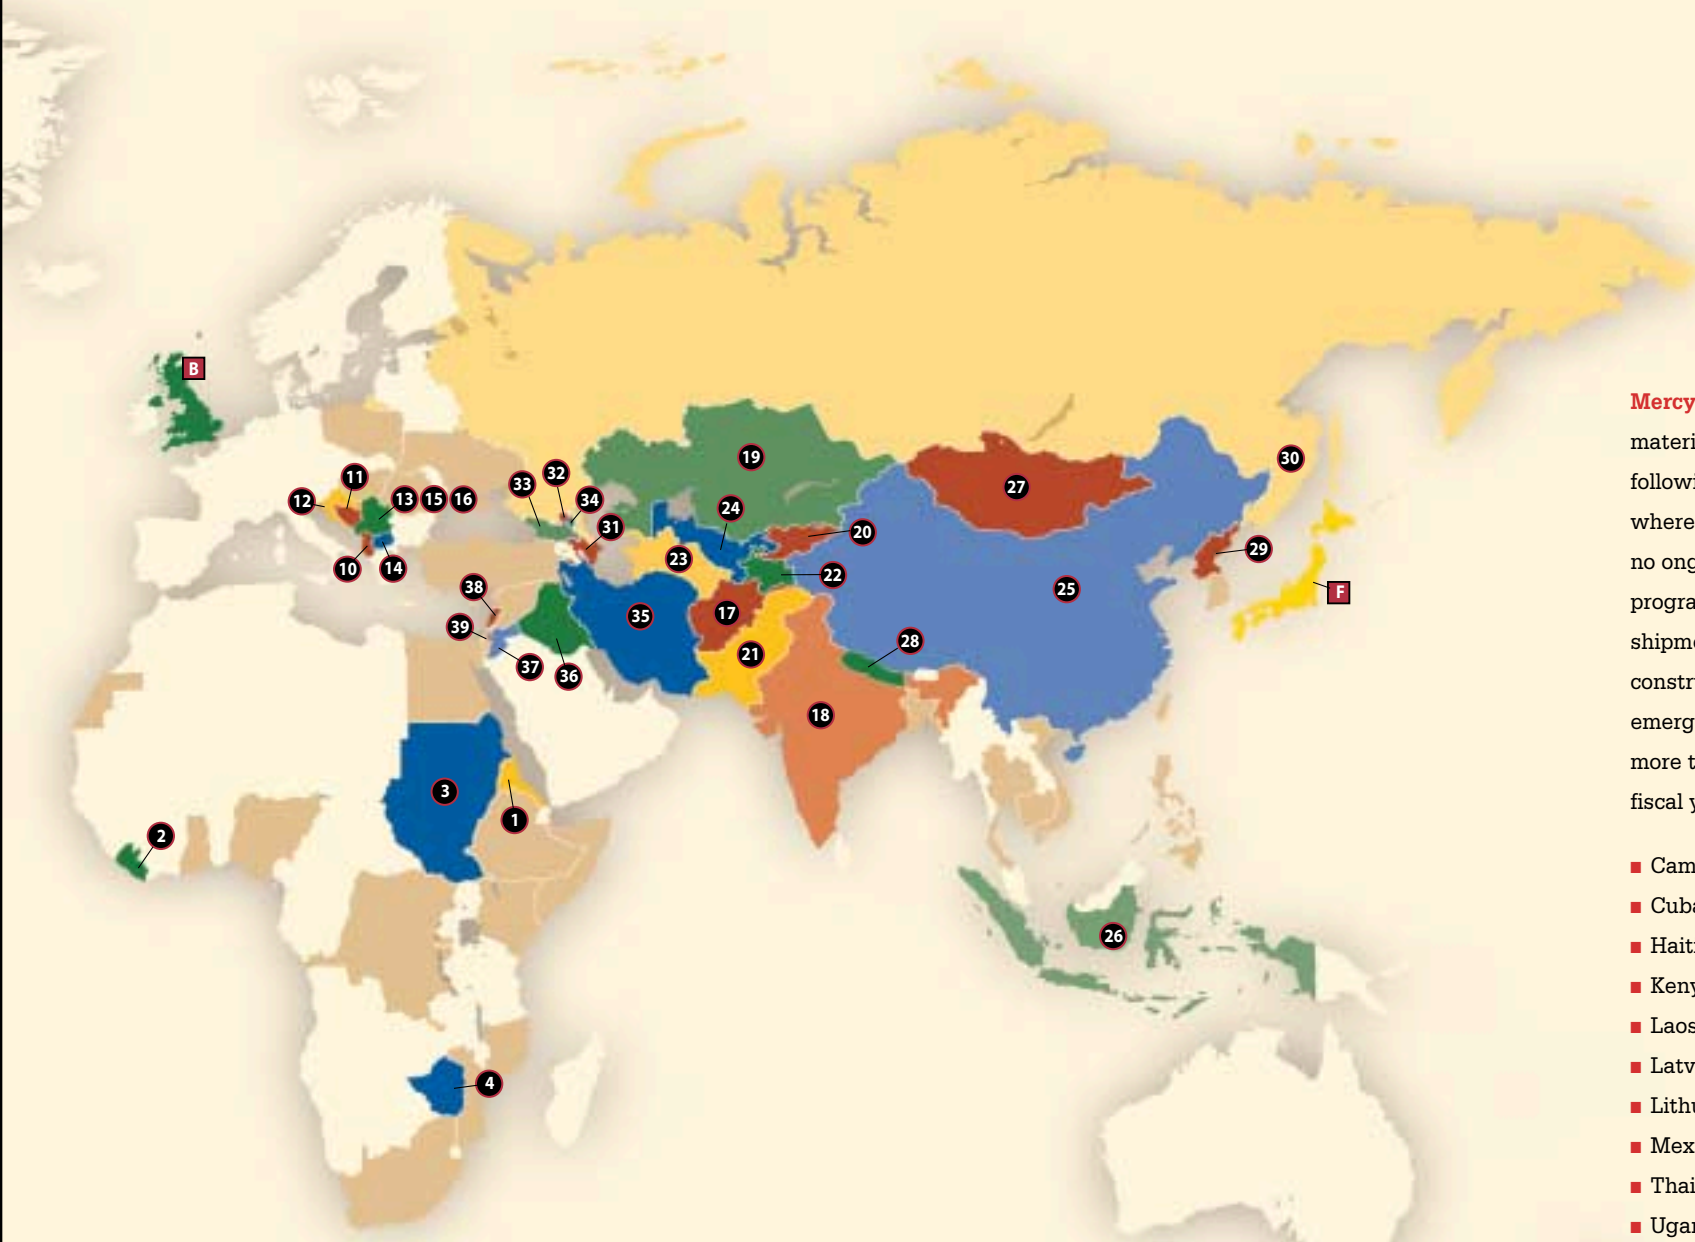 B
11
12
13
15
16
10
14
33
32
34
31
19
24
23
20
22
27
30
29
25
F
38
39
37
36
35
17
21
28
18
3
1
2
26
4
Mercy
materi
followi
where
no ong
progra
shipme
constru
emerg
more t
fiscal y
■ Cam
■ Cuba
■ Haiti
■ Keny
■ Laos
■ Latv
■ Lithu
■ Mex
■ Thai
■ Ugan